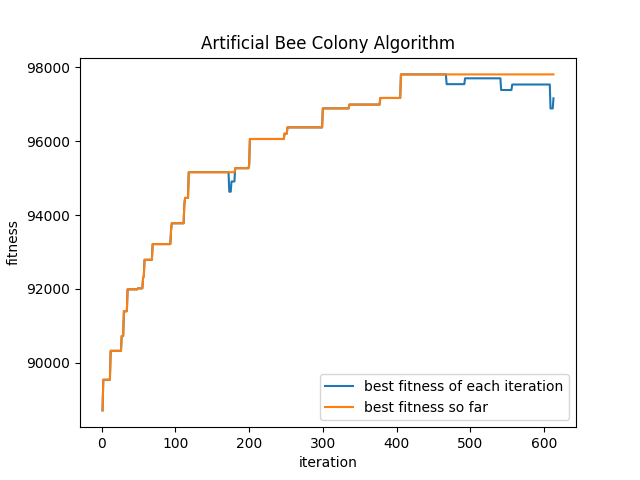 Artificial Bee Colony Algorithm
98000
96000
94000
92000
90000
fitness
0 100 200 300 400 500 600
iteration
best fitness of each iteration
best fitness so far